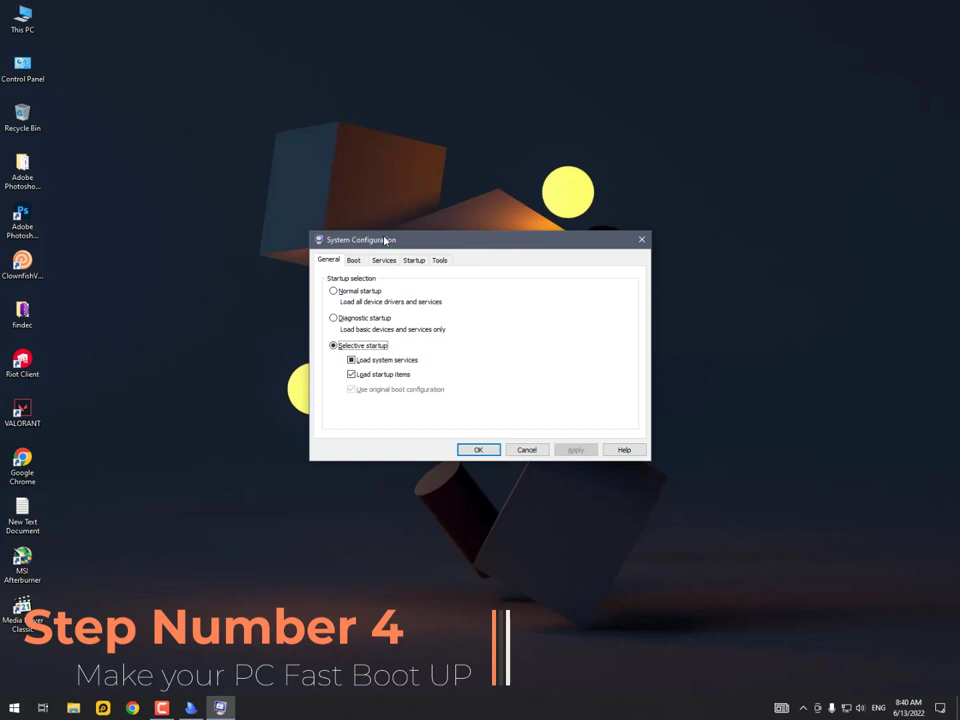 This PC
Control Panel
Recycle Bin
Adobe
Photosho...
Adobe
Photosh...
ClownfishV...
findec
Riot Client
VALORANT
Google
Chrome
New Text
Document
MSI
Afterburner
Classic
System Configuration
General Boot Services Startup Tools
Startup selection
Normal startup
Load all device drivers and services
Diagnostic startup
Load basic devices and services only
Selective startup
Load system services
Load startup items
Use original boot configuration
OK Cancel Apply Help
Step Number 4
Make your PC Fast Boot UP
ENG
8:40 AM
6/13/2022